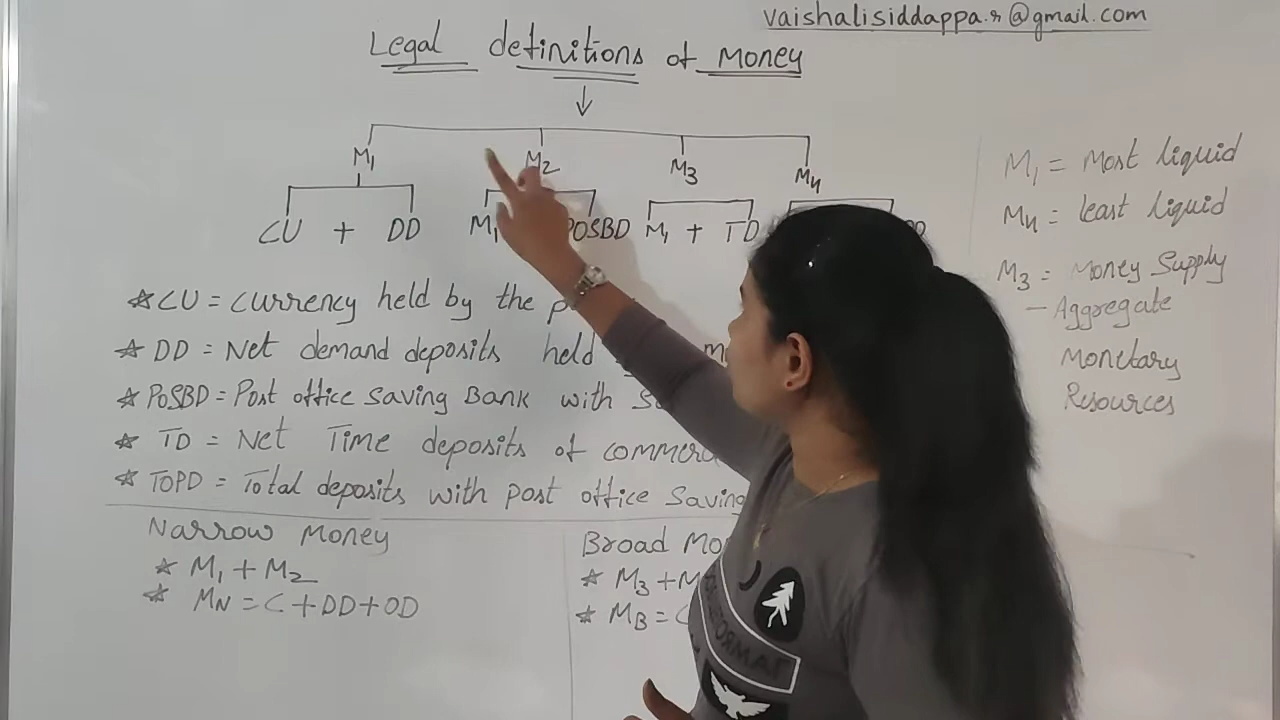 vaishalisiddappa.r@gmail.com
Legal definitions of Money
M1 M2 M3 M4
CU + DD M1 POSBD M1 + TD
M1 = Most liquid
M4 = least liquid
M3 = Money Supply
- Aggregate
Monetary
Resources
* CU = Currency held by the
* DD = Net demand deposits held
* POSBD = Post office Saving Bank with
* TD = Net Time deposits of
* TOPD = Total deposits with post office Saving
Narrow Money
* M1 + M2
* MN = C + DD + OD
Broad
* M3 +
* MB =